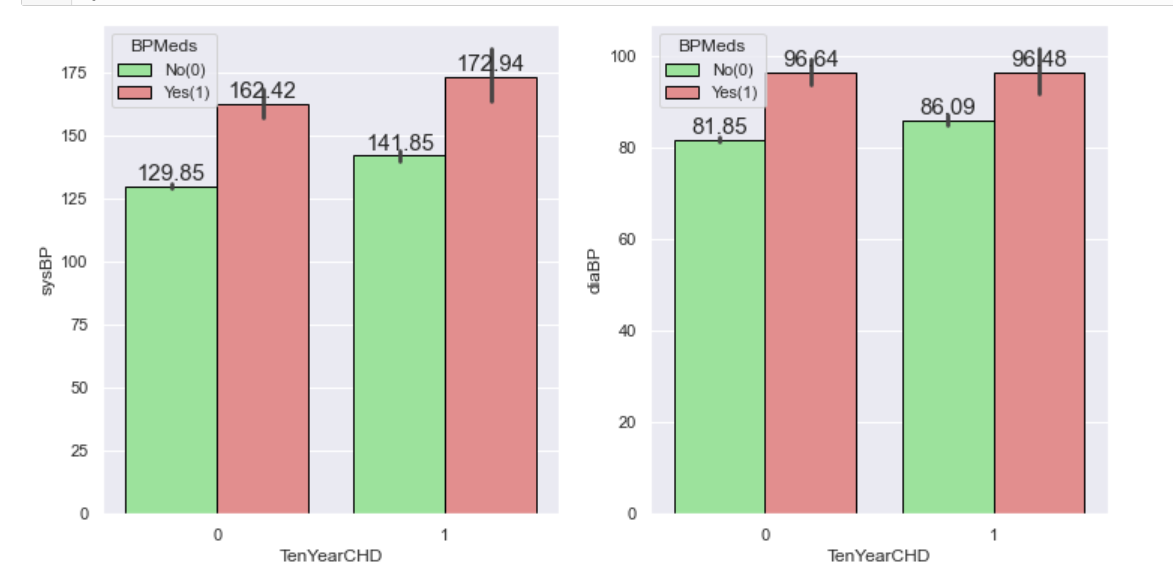 BPMeds
No(0)
Yes(1)
175
150
125
100
75
50
25
0
sysBP
129.85
162.42
141.85
172.94
0
1
TenYearCHD
BPMeds
No(0)
Yes(1)
100
80
60
40
20
0
diaBP
81.85
96.64
86.09
96.48
0
1
TenYearCHD